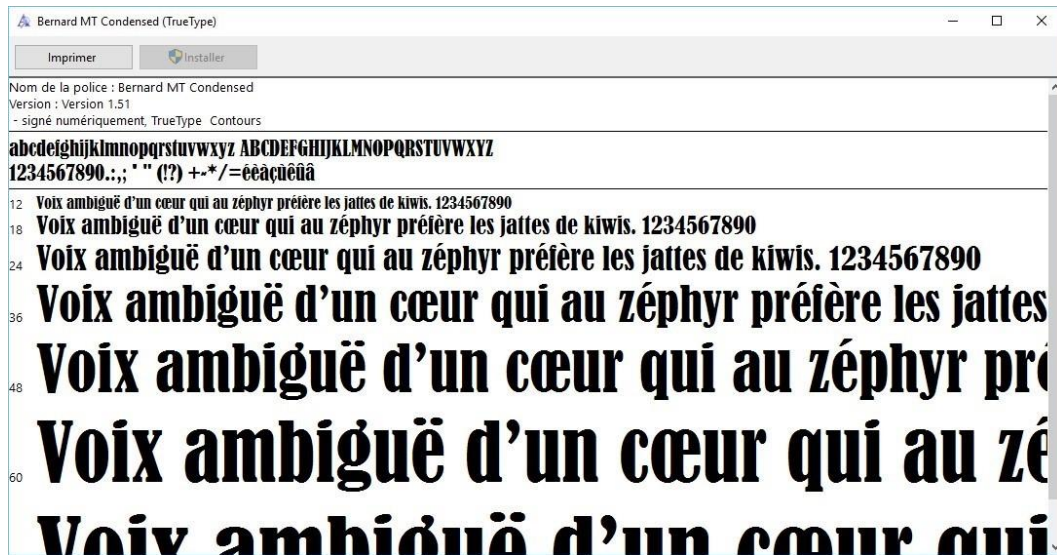 Bernard MT Condensed (TrueType)
Imprimer Installer
Nom de la police : Bernard MT Condensed
Version : Version 1.51
- signé numériquement, TrueType Contours
abcdefghijklmnopqrstuvwxyz ABCDEFGHIJKLMNOPQRSTUVWXYZ
1234567890.:,; ' " (!?) +-*/=éèàçùêûâ
12 Voix ambiguë d’un cœur qui au zéphyr préfère les jattes de kiwis. 1234567890
18 Voix ambiguë d’un cœur qui au zéphyr préfère les jattes de kiwis. 1234567890
24 Voix ambiguë d’un cœur qui au zéphyr préfère les jattes de kiwis. 1234567890
36 Voix ambiguë d’un cœur qui au zéphyr préfère les jattes
48 Voix ambiguë d’un cœur qui au zéphyr pré
60 Voix ambiguë d’un cœur qui au zé
Voix ambiguë d’un cœur qui